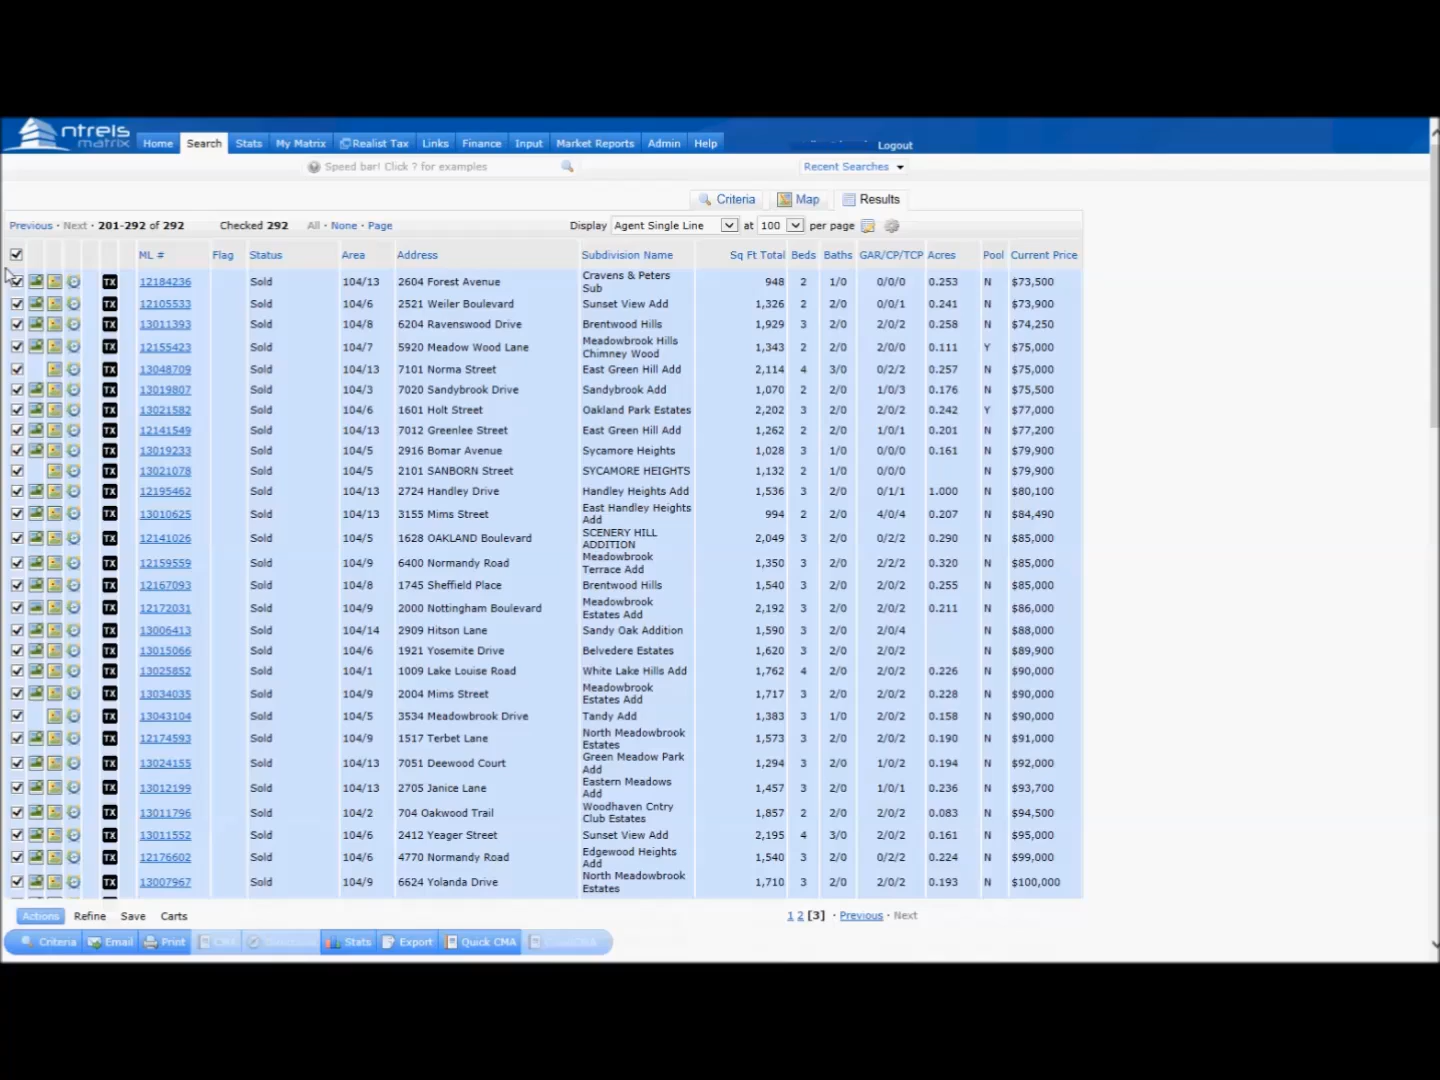 ntreis matrix Home Search Stats My Matrix Realist Tax Links Finance Input Market Reports Admin Help Logout
Speed bar! Click ? for examples Recent Searches
Criteria Map Results
Previous · Next · 201-292 of 292 Checked 292 All · None · Page Display Agent Single Line at 100 per page
ML # Flag Status Area Address Subdivision Name Sq Ft Total Beds Baths GAR/CP/TCP Acres Pool Current Price
TX 12184236 Sold 104/13 2604 Forest Avenue Cravens & Peters Sub 948 2 1/0 0/0/0 0.253 N $73,500
TX 12105533 Sold 104/6 2521 Weiler Boulevard Sunset View Add 1,326 2 2/0 0/0/1 0.241 N $73,900
TX 13011393 Sold 104/8 6204 Ravenswood Drive Brentwood Hills 1,929 3 2/0 2/0/2 0.258 N $74,250
TX 12155423 Sold 104/7 5920 Meadow Wood Lane Meadowbrook Hills Chimney Wood 1,343 2 2/0 2/0/0 0.111 Y $75,000
TX 13048709 Sold 104/13 7101 Norma Street East Green Hill Add 2,114 4 3/0 0/2/2 0.257 N $75,000
TX 13019807 Sold 104/3 7020 Sandybrook Drive Sandybrook Add 1,070 2 2/0 1/0/3 0.176 N $75,500
TX 13021582 Sold 104/6 1601 Holt Street Oakland Park Estates 2,202 3 2/0 2/0/2 0.242 Y $77,000
TX 12141549 Sold 104/13 7012 Greenlee Street East Green Hill Add 1,262 2 2/0 1/0/1 0.201 N $77,200
TX 13019233 Sold 104/5 2916 Bomar Avenue Sycamore Heights 1,028 3 1/0 0/0/0 0.161 N $79,900
TX 13021078 Sold 104/5 2101 SANBORN Street SYCAMORE HEIGHTS 1,132 2 1/0 0/0/0 N $79,900
TX 12195462 Sold 104/13 2724 Handley Drive Handley Heights Add 1,536 3 2/0 0/1/1 1.000 N $80,100
TX 13010625 Sold 104/13 3155 Mims Street East Handley Heights Add 994 2 2/0 4/0/4 0.207 N $84,490
TX 12141026 Sold 104/5 1628 OAKLAND Boulevard SCENERY HILL ADDITION 2,049 3 2/0 0/2/2 0.290 N $85,000
TX 12159559 Sold 104/9 6400 Normandy Road Meadowbrook Terrace Add 1,350 3 2/0 2/2/2 0.320 N $85,000
TX 12167093 Sold 104/8 1745 Sheffield Place Brentwood Hills 1,540 3 2/0 2/0/2 0.255 N $85,000
TX 12172031 Sold 104/9 2000 Nottingham Boulevard Meadowbrook Estates Add 2,192 3 2/0 2/0/2 0.211 N $86,000
TX 13006413 Sold 104/14 2909 Hitson Lane Sandy Oak Addition 1,590 3 2/0 2/0/4 N $88,000
TX 13015066 Sold 104/6 1921 Yosemite Drive Belvedere Estates 1,620 3 2/0 2/0/2 N $89,900
TX 13025852 Sold 104/1 1009 Lake Louise Road White Lake Hills Add 1,762 4 2/0 2/0/2 0.226 N $90,000
TX 13034035 Sold 104/9 2004 Mims Street Meadowbrook Estates Add 1,717 3 2/0 2/0/2 0.228 N $90,000
TX 13043104 Sold 104/5 3534 Meadowbrook Drive Tandy Add 1,383 3 1/0 2/0/2 0.158 N $90,000
TX 12174593 Sold 104/9 1517 Terbet Lane North Meadowbrook Estates 1,573 3 2/0 2/0/2 0.190 N $91,000
TX 13024155 Sold 104/13 7051 Deewood Court Green Meadow Park Add 1,294 3 2/0 1/0/2 0.194 N $92,000
TX 13012199 Sold 104/13 2705 Janice Lane Eastern Meadows Add 1,457 3 2/0 1/0/1 0.236 N $93,700
TX 13011796 Sold 104/2 704 Oakwood Trail Woodhaven Cntry Club Estates 1,857 2 2/0 2/0/2 0.083 N $94,500
TX 13011552 Sold 104/6 2412 Yeager Street Sunset View Add 2,195 4 3/0 2/0/2 0.161 N $95,000
TX 12176602 Sold 104/6 4770 Normandy Road Edgewood Heights Add 1,540 3 2/0 0/2/2 0.224 N $99,000
TX 13007967 Sold 104/9 6624 Yolanda Drive North Meadowbrook Estates 1,710 3 2/0 2/0/2 0.193 N $100,000
Actions Refine Save Carts 1 2 [3] · Previous · Next
Criteria Email Print CMA Directions Stats Export Quick CMA